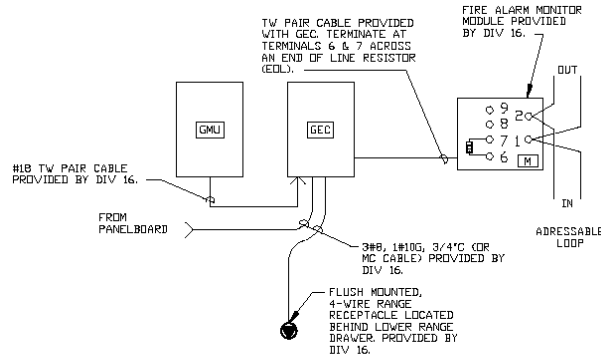 TW PAIR CABLE PROVIDED
WITH GEC. TERMINATE AT
TERMINALS 6 & 7 ACROSS
AN END OF LINE RESISTOR
(EOL).
FIRE ALARM MONITOR
MODULE PROVIDED
BY DIV 16.
OUT
GMU
GEC
9
8
7
6
2
1
M
#18 TW PAIR CABLE
PROVIDED BY DIV 16.
IN
FROM
PANELBOARD
ADRESSABLE
LOOP
3#8, 1#10G, 3/4"C (OR
MC CABLE) PROVIDED BY
DIV 16.
FLUSH MOUNTED,
4-WIRE RANGE
RECEPTACLE LOCATED
BEHIND LOWER RANGE
DRAWER. PROVIDED BY
DIV 16.